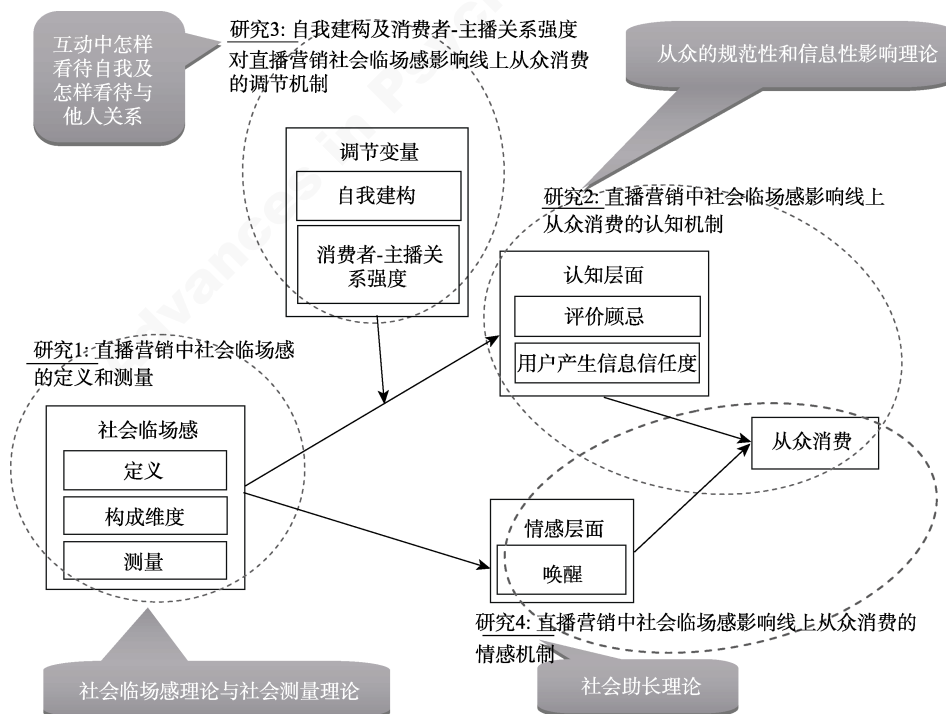 互动中怎样
看待自我及
怎样看待与
他人关系
研究3: 自我建构及消费者-主播关系强度
对直播营销社会临场感影响线上从众消费
的调节机制
从众的规范性和信息性影响理论
调节变量
自我建构
消费者-主播关
系强度
研究2: 直播营销中社会临场感影响线上
从众消费的认知机制
认知层面
评价顾忌
用户产生信息信任度
研究1: 直播营销中社会临场感
的定义和测量
社会临场感
定义
构成维度
测量
从众消费
情感层面
唤醒
研究4: 直播营销中社会临场感影响线上从众消费的
情感机制
社会临场感理论与社会测量理论
社会助长理论